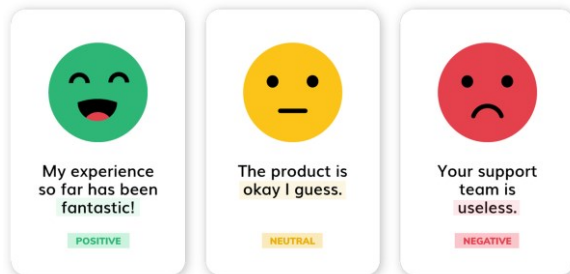 My experience
so far has been
fantastic!
POSITIVE
The product is
okay I guess.
NEUTRAL
Your support
team is
useless.
NEGATIVE